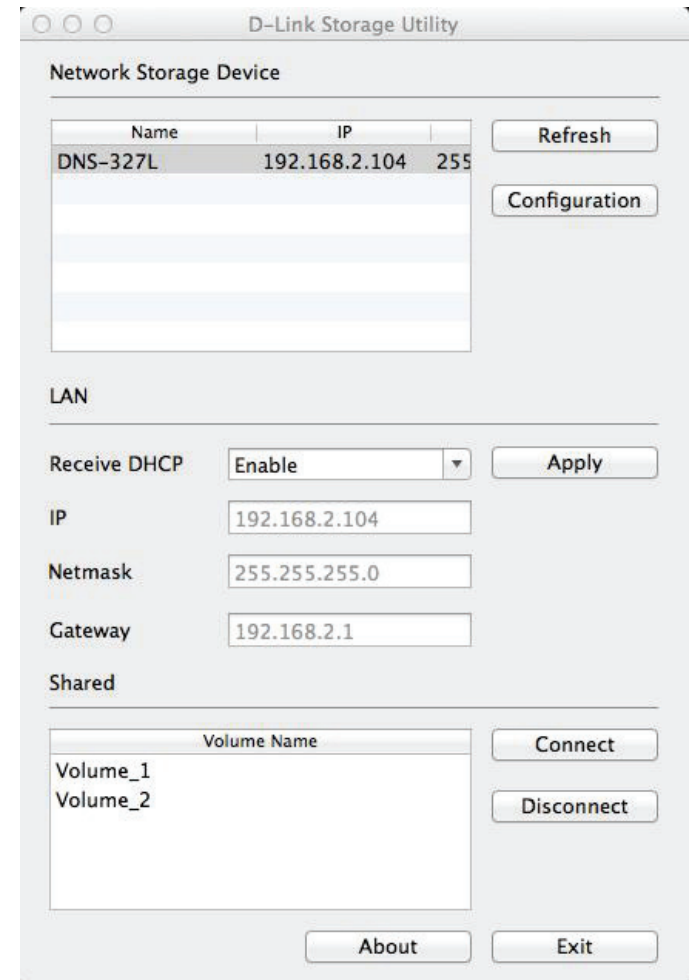 D-Link Storage Utility
Network Storage Device
Name IP
Refresh
DNS-327L 192.168.2.104 255
Configuration
LAN
Receive DHCP Enable Apply
IP 192.168.2.104
Netmask 255.255.255.0
Gateway 192.168.2.1
Shared
Volume Name
Connect
Volume_1
Volume_2
Disconnect
About Exit